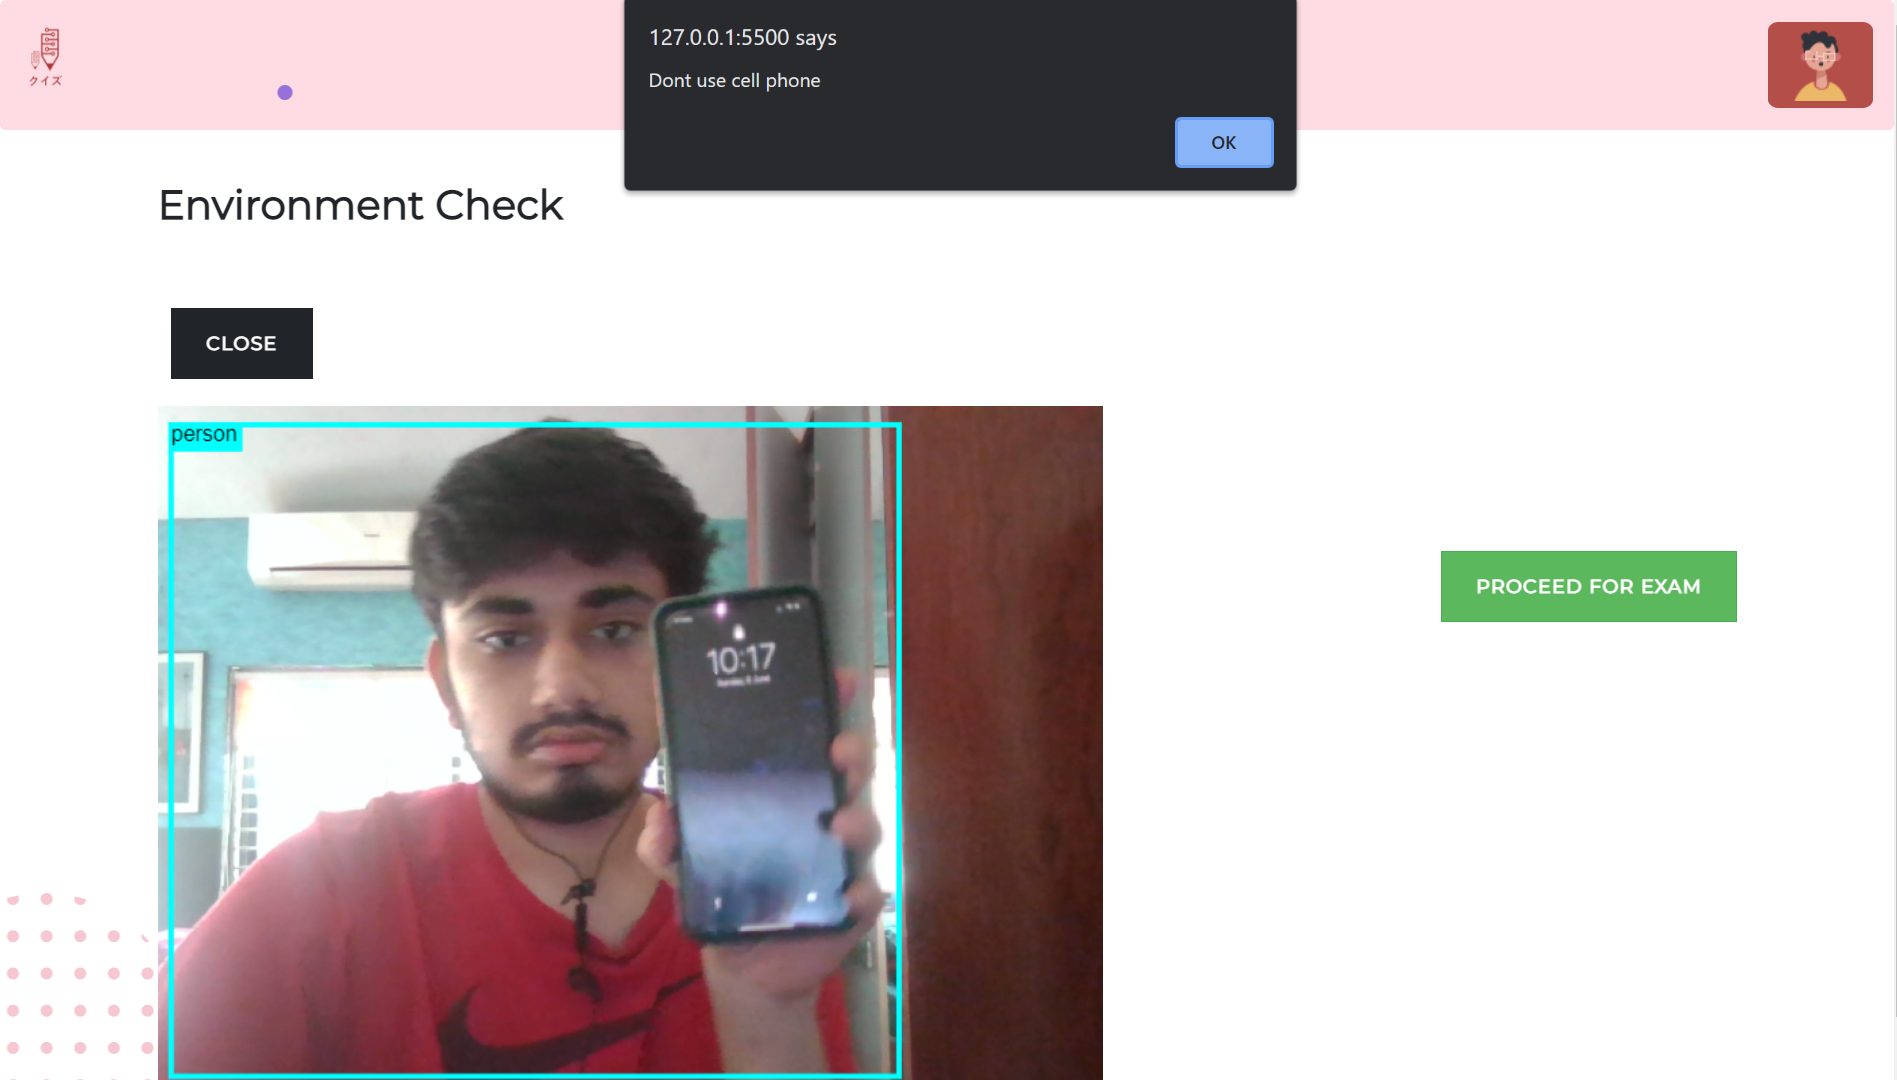 クイズ
127.0.0.1:5500 says
Dont use cell phone
OK
Environment Check
CLOSE
person
10:17
PROCEED FOR EXAM